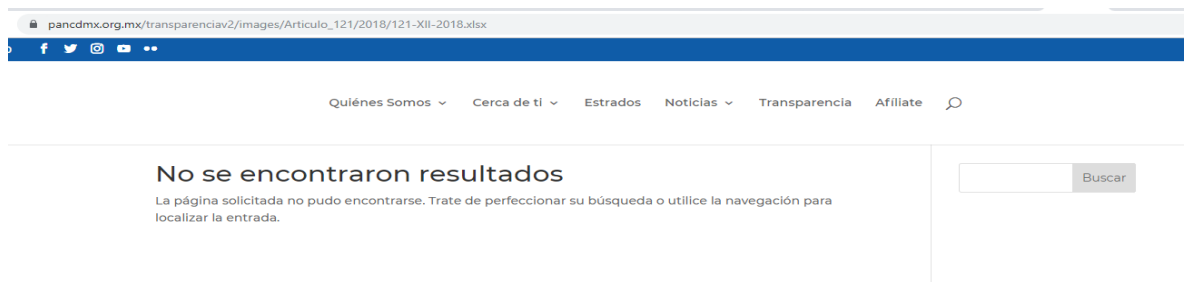 pancdmx.org.mx/transparenciav2/images/Articulo_121/2018/121-XII-2018.xlsx
Quiénes Somos Cerca de ti Estrados Noticias Transparencia Afíliate
No se encontraron resultados
Buscar
La página solicitada no pudo encontrarse. Trate de perfeccionar su búsqueda o utilice la navegación para
localizar la entrada.